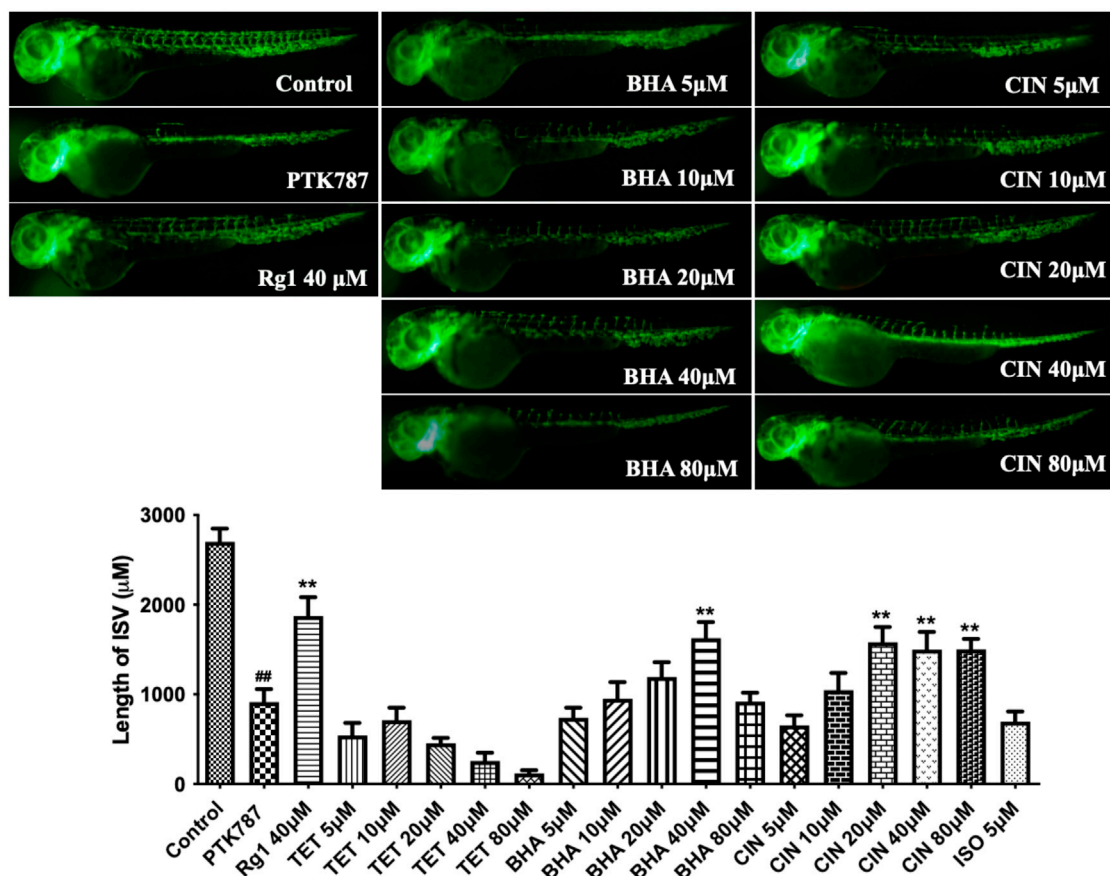 Control
BHA 5μM
CIN 5μM
PTK787
BHA 10μM
CIN 10μM
Rg1 40 μM
BHA 20μM
CIN 20μM
BHA 40μM
CIN 40μM
BHA 80μM
CIN 80μM
Length of ISV (μM)
3000
2000
1000
0
##
**
**
**
**
**
Control
PTK787
Rg1 40μM
TET 5μM
TET 10μM
TET 20μM
TET 40μM
TET 80μM
BHA 5μM
BHA 10μM
BHA 20μM
BHA 40μM
BHA 80μM
CIN 5μM
CIN 10μM
CIN 20μM
CIN 40μM
CIN 80μM
ISO 5μM